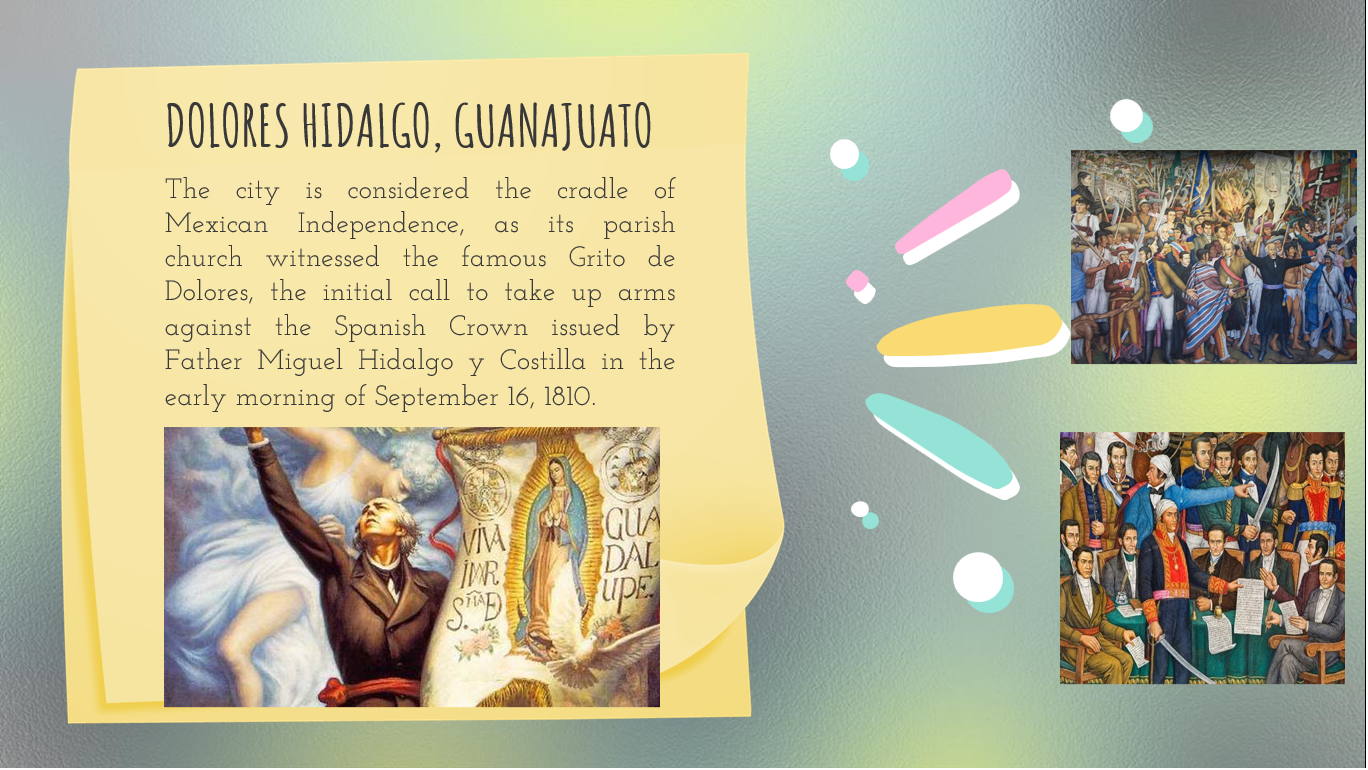 DOLORES HIDALGO, GUANAJUATO
The city is considered the cradle of
Mexican Independence, as its parish
church witnessed the famous Grito de
Dolores, the initial call to take up arms
against the Spanish Crown issued by
Father Miguel Hidalgo y Costilla in the
early morning of September 16, 1810.
VIVA
GUA
DAL
UPE.